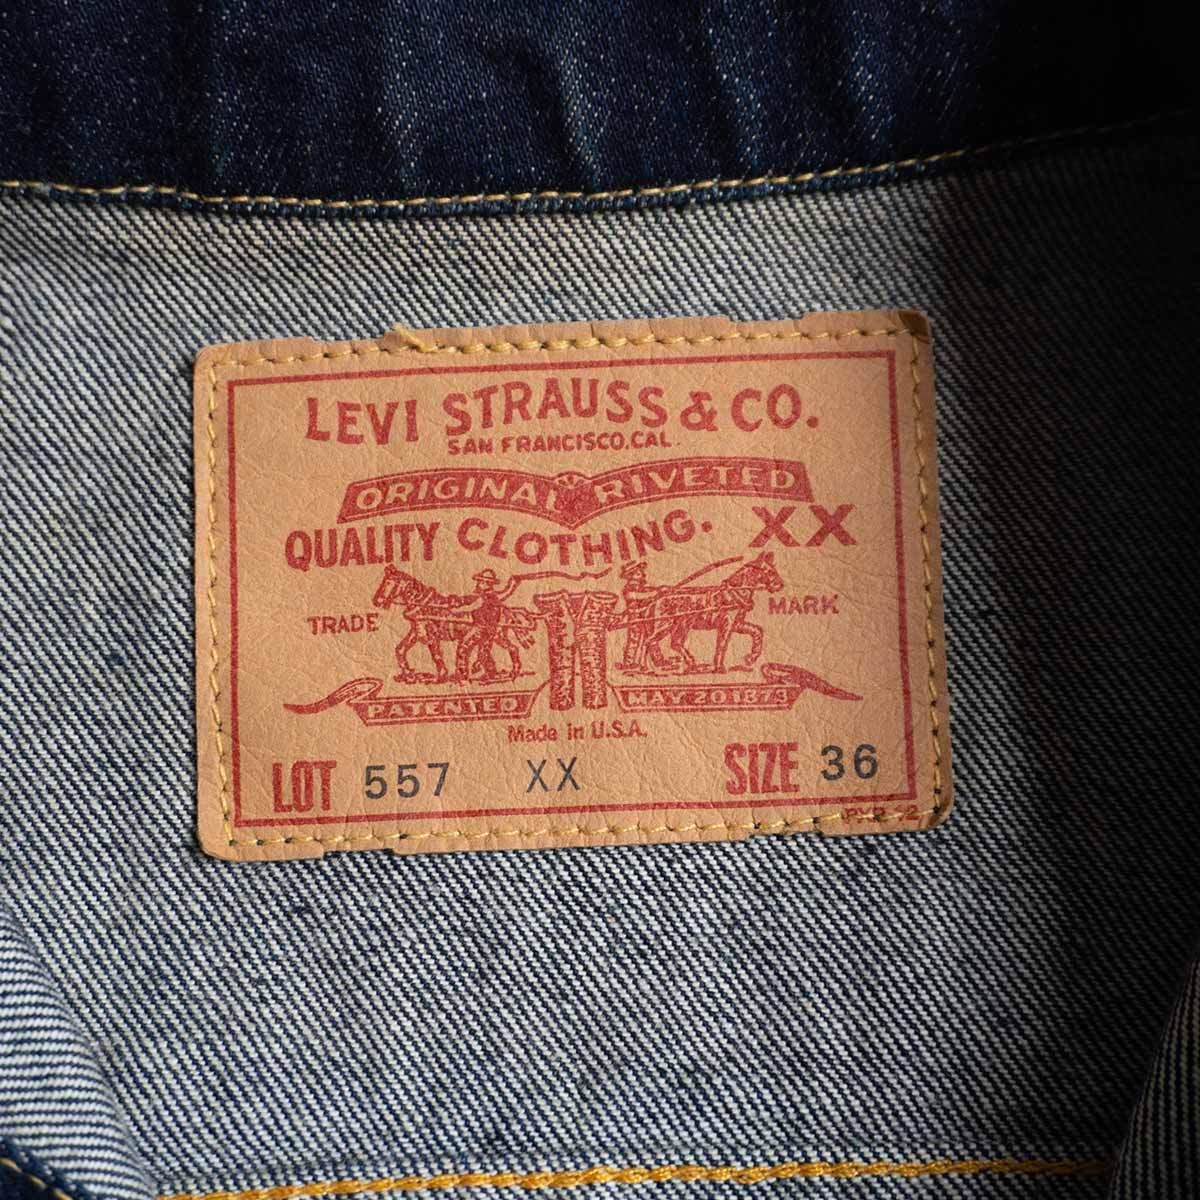 LEVI STRAUSS & CO.
SAN FRANCISCO, CAL.
ORIGINAL RIVETED
QUALITY CLOTHING. XX
TRADE MARK
PATENTED MAY 20 1873
Made in U.S.A.
LOT 557 XX SIZE 36